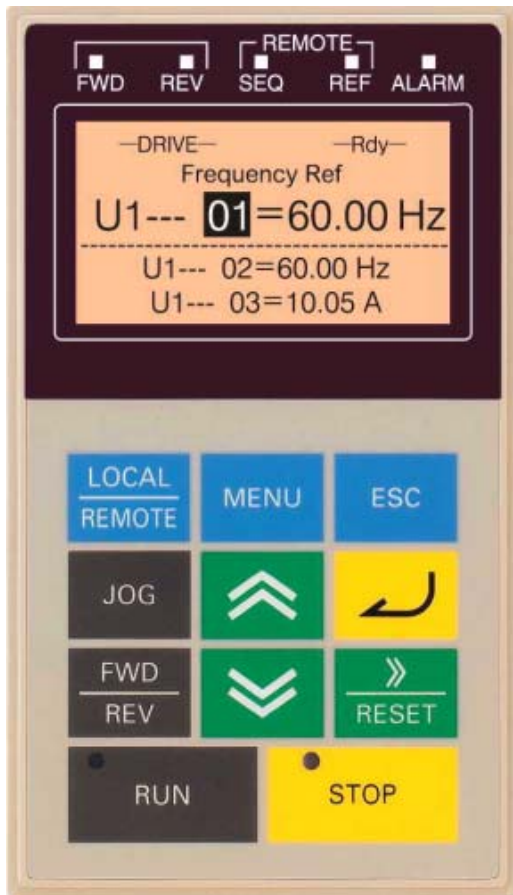 REMOTE
FWD REV SEQ REF ALARM
—DRIVE— —Rdy—
Frequency Ref
U1--- 01=60.00 Hz
U1--- 02=60.00 Hz
U1--- 03=10.05 A
LOCAL MENU ESC
REMOTE
JOG
FWD
REV RESET
RUN STOP